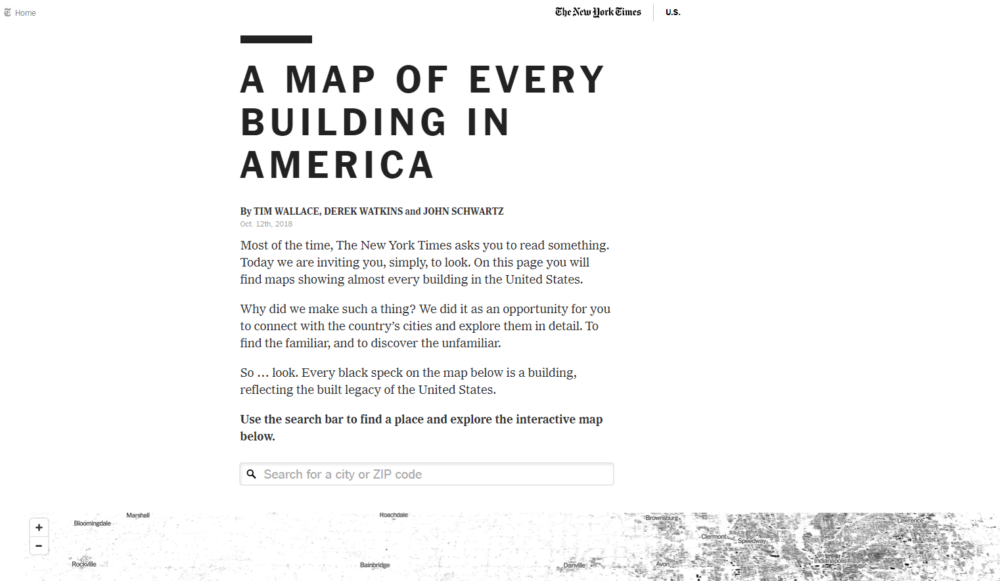 Home
The New York Times
U.S.
A MAP OF EVERY
BUILDING IN
AMERICA
By TIM WALLACE, DEREK WATKINS and JOHN SCHWARTZ
Oct. 12th, 2018
Most of the time, The New York Times asks you to read something.
Today we are inviting you, simply, to look. On this page you will
find maps showing almost every building in the United States.
Why did we make such a thing? We did it as an opportunity for you
to connect with the country’s cities and explore them in detail. To
find the familiar, and to discover the unfamiliar.
So … look. Every black speck on the map below is a building,
reflecting the built legacy of the United States.
Use the search bar to find a place and explore the interactive map
below.
Search for a city or ZIP code
Marshall
Roachdale
Bloomingdale
Brownsburg
Lawrence
Clermont
Speedway
Rockville
Bainbridge
Danville
Avon
Indianapolis
+
−